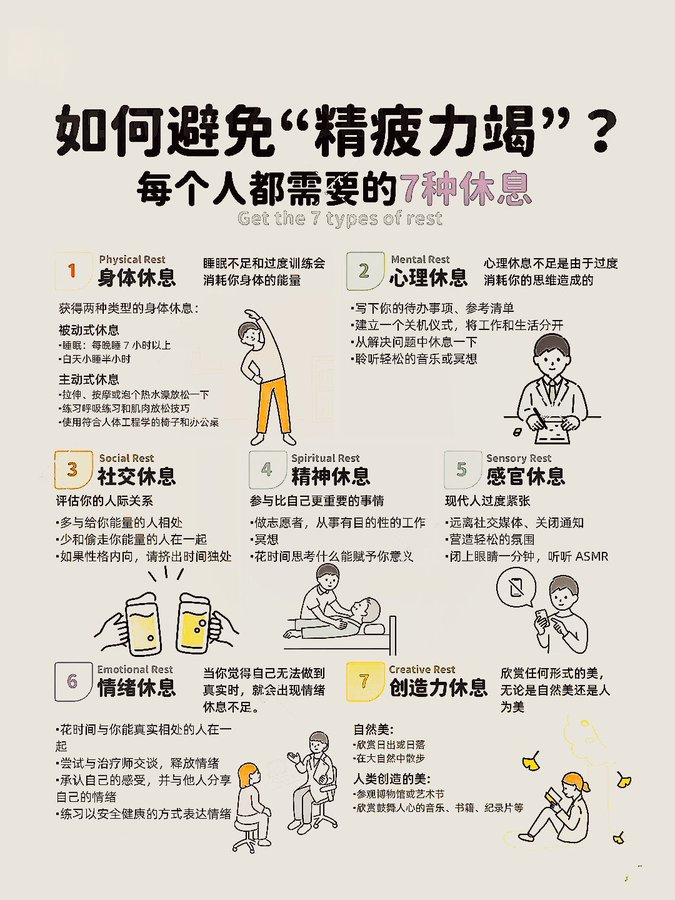 如何避免“精疲力竭”？
每个人都需要的7种休息
Get the 7 types of rest
1
Physical Rest
身体休息
睡眠不足和过度训练会
消耗你身体的能量
获得两种类型的身体休息：
被动式休息
•睡眠：每晚睡 7 小时以上
•白天小睡半小时
主动式休息
•拉伸、按摩或泡个热水澡放松一下
•练习呼吸练习和肌肉放松技巧
•使用符合人体工程学的椅子和办公桌
2
Mental Rest
心理休息
心理休息不足是由于过度
消耗你的思维造成的
•写下你的待办事项、参考清单
•建立一个关机仪式，将工作和生活分开
•从解决问题中休息一下
•聆听轻松的音乐或冥想
3
Social Rest
社交休息
评估你的人际关系
•多与给你能量的人相处
•少和偷走你能量的人在一起
•如果性格内向，请挤出时间独处
4
Spiritual Rest
精神休息
参与比自己更重要的事情
•做志愿者，从事有目的性的工作
•冥想
•花时间思考什么能赋予你意义
5
Sensory Rest
感官休息
现代人过度紧张
•远离社交媒体、关闭通知
•营造轻松的氛围
•闭上眼睛一分钟，听听 ASMR
6
Emotional Rest
情绪休息
当你觉得自己无法做到
真实时，就会出现情绪
休息不足。
•花时间与你能真实相处的人在一
起
•尝试与治疗师交谈，释放情绪
•承认自己的感受，并与他人分享
自己的情绪
•练习以安全健康的方式表达情绪
7
Creative Rest
创造力休息
欣赏任何形式的美，
无论是自然美还是人
为美
自然美：
•欣赏日出或日落
•在大自然中散步
人类创造的美：
•参观博物馆或艺术节
•欣赏鼓舞人心的音乐、书籍、纪录片等